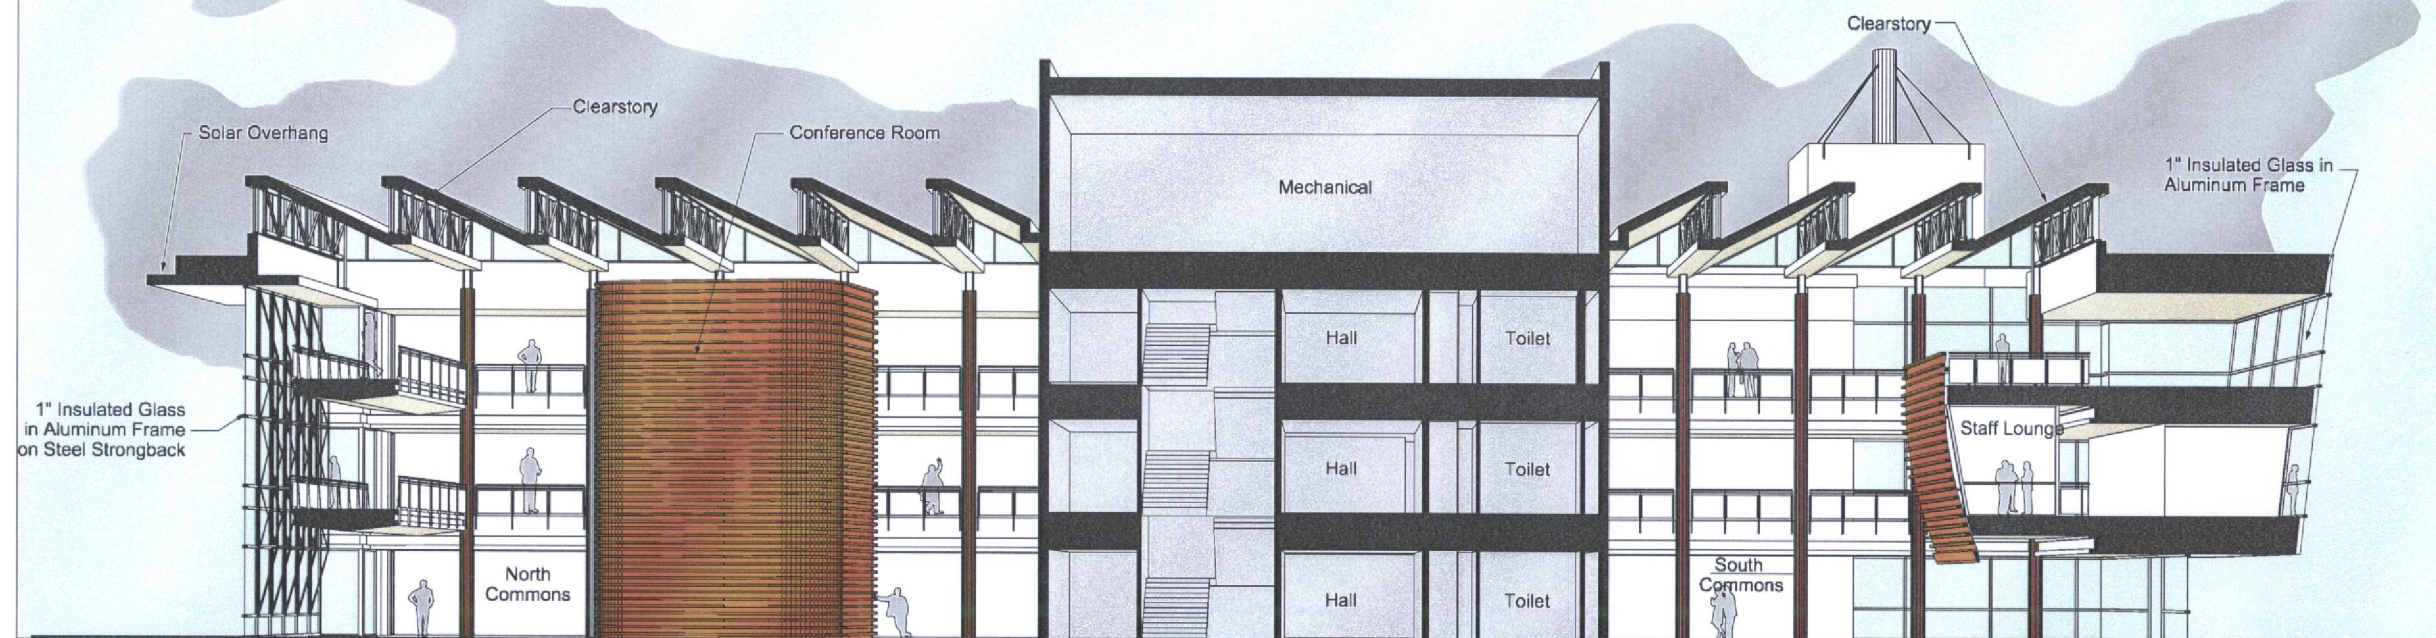 Clearstory
Clearstory
Solar Overhang
Conference Room
1" Insulated Glass in
Aluminum Frame
Mechanical
Hall
Toilet
1" Insulated Glass
in Aluminum Frame
on Steel Strongback
Staff Lounge
Hall
Toilet
North
Commons
South
Commons
Hall
Toilet